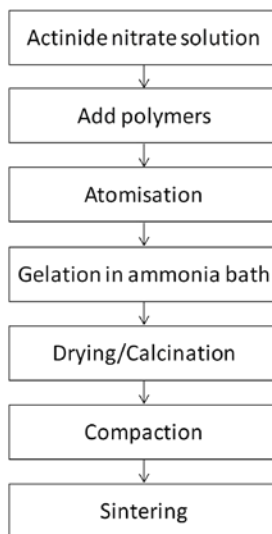 Actinide nitrate solution
Add polymers
Atomisation
Gelation in ammonia bath
Drying/Calcination
Compaction
Sintering